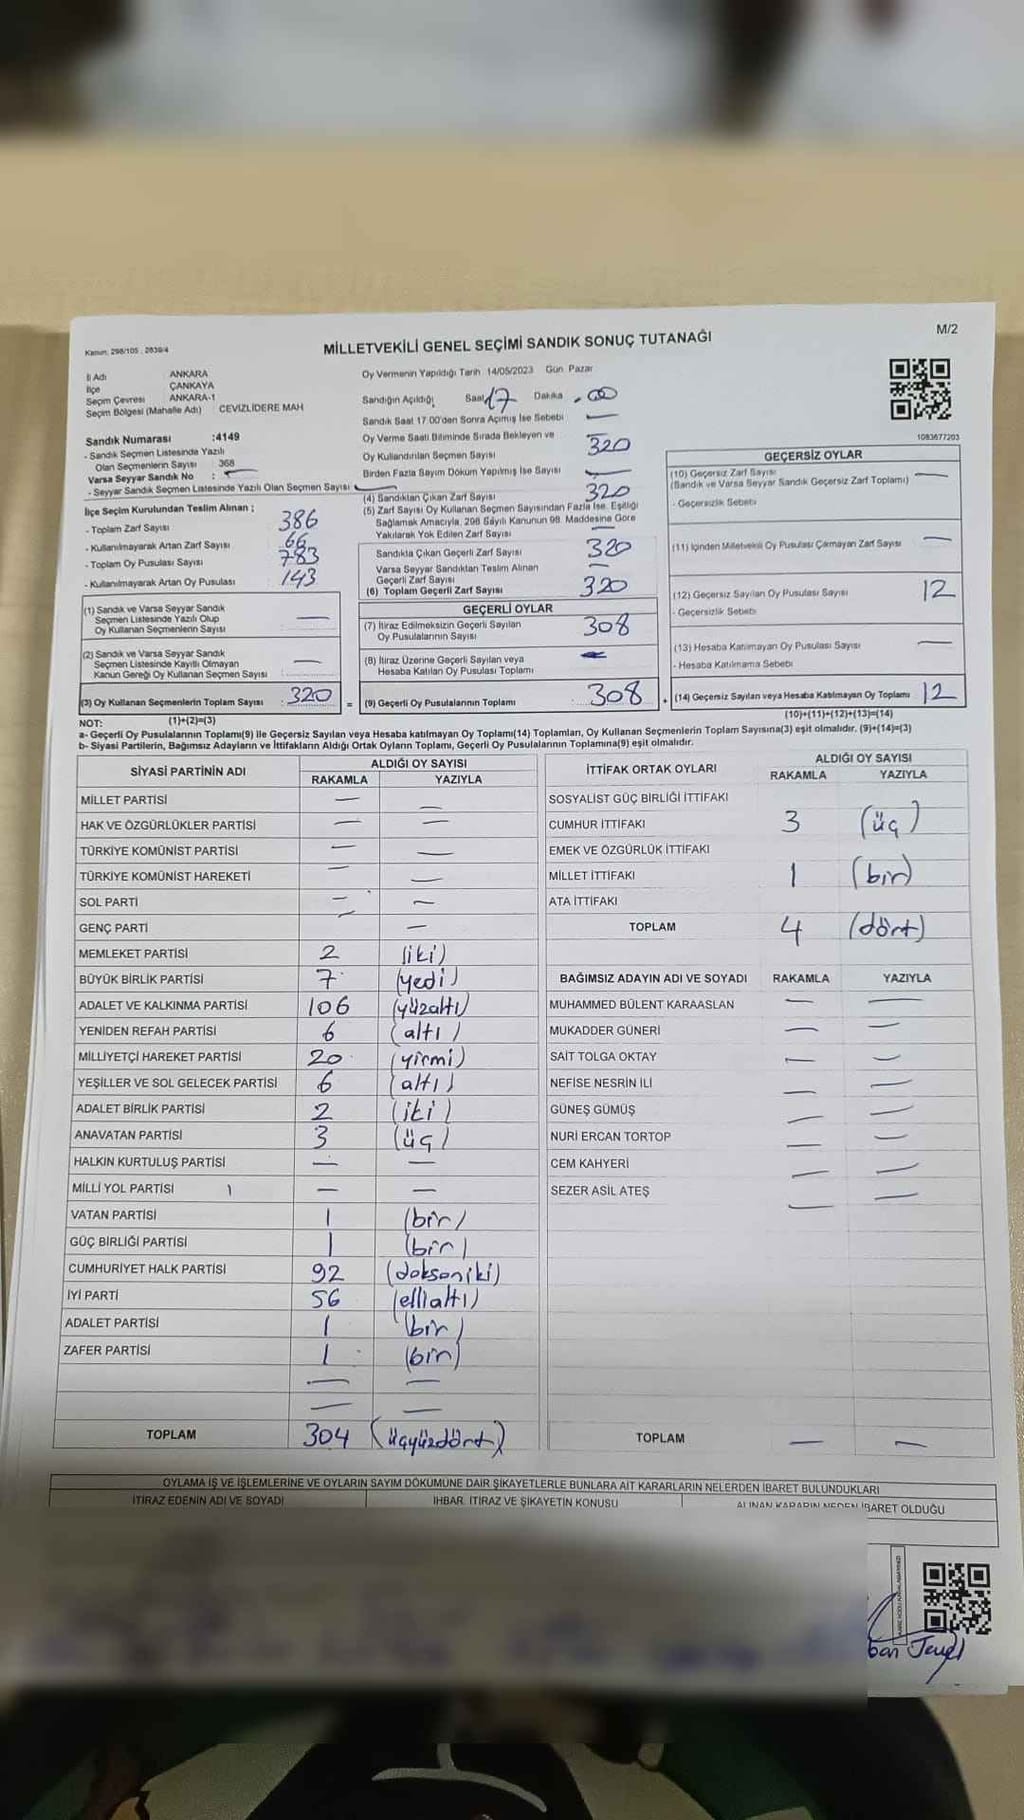 Kanun: 298/105, 2839/4
MİLLETVEKİLİ GENEL SEÇİMİ SANDIK SONUÇ TUTANAĞI
M/2
İl Adı ANKARA
İlçe ÇANKAYA
Seçim Çevresi ANKARA-1
Seçim Bölgesi (Mahalle Adı) CEVİZLİDERE MAH
Sandık Numarası :4149
- Sandık Seçmen Listesinde Yazılı
Olan Seçmenlerin Sayısı : 368
Varsa Seyyar Sandık No : —
- Seyyar Sandık Seçmen Listesinde Yazılı Olan Seçmen Sayısı : —
İlçe Seçim Kurulundan Teslim Alınan ;
- Toplam Zarf Sayısı 386
- Kullanılmayarak Artan Zarf Sayısı 66
- Toplam Oy Pusulası Sayısı 783
- Kullanılmayarak Artan Oy Pusulası 143
(1) Sandık ve Varsa Seyyar Sandık
Seçmen Listesinde Yazılı Olup
Oy Kullanan Seçmenlerin Sayısı —
(2) Sandık ve Varsa Seyyar Sandık
Seçmen Listesinde Kayıtlı Olmayan
Kanun Gereği Oy Kullanan Seçmen Sayısı —
(3) Oy Kullanan Seçmenlerin Toplam Sayısı : 320 =
(1)+(2)=(3)
Oy Vermenin Yapıldığı Tarih 14/05/2023 Gün Pazar
Sandığın Açıldığı Saat 17 Dakika .00
Sandık Saat 17:00'den Sonra Açılmış İse Sebebi —
Oy Verme Saati Bitiminde Sırada Bekleyen ve —
Oy Kullandırılan Seçmen Sayısı 320
Birden Fazla Sayım Döküm Yapılmış İse Sayısı —
(4) Sandıktan Çıkan Zarf Sayısı 320
(5) Zarf Sayısı Oy Kullanan Seçmen Sayısından Fazla İse, Eşitliği
Sağlamak Amacıyla, 298 Sayılı Kanunun 98. Maddesine Göre
Yakılarak Yok Edilen Zarf Sayısı —
Sandıkta Çıkan Geçerli Zarf Sayısı 320
Varsa Seyyar Sandıktan Teslim Alınan
Geçerli Zarf Sayısı —
(6) Toplam Geçerli Zarf Sayısı 320
GEÇERLİ OYLAR
(7) İtiraz Edilmeksizin Geçerli Sayılan
Oy Pusulalarının Sayısı 308
(8) İtiraz Üzerine Geçerli Sayılan veya
Hesaba Katılan Oy Pusulası Toplamı —
(9) Geçerli Oy Pusulalarının Toplamı : 308 +
1083677203
GEÇERSİZ OYLAR
(10) Geçersiz Zarf Sayısı —
(Sandık ve Varsa Seyyar Sandık Geçersiz Zarf Toplamı)
- Geçersizlik Sebebi
(11) İçinden Milletvekili Oy Pusulası Çıkmayan Zarf Sayısı —
(12) Geçersiz Sayılan Oy Pusulası Sayısı 12
- Geçersizlik Sebebi
(13) Hesaba Katılmayan Oy Pusulası Sayısı —
- Hesaba Katılmama Sebebi
(14) Geçersiz Sayılan veya Hesaba Katılmayan Oy Toplamı 12
(10)+(11)+(12)+(13)=(14)
NOT:
a- Geçerli Oy Pusulalarının Toplamı(9) ile Geçersiz Sayılan veya Hesaba katılmayan Oy Toplamı(14) Toplamları, Oy Kullanan Seçmenlerin Toplam Sayısına(3) eşit olmalıdır. (9)+(14)=(3)
b- Siyasi Partilerin, Bağımsız Adayların ve İttifakların Aldığı Ortak Oyların Toplamı, Geçerli Oy Pusulalarının Toplamına(9) eşit olmalıdır.
SİYASİ PARTİNİN ADI ALDIĞI OY SAYISI
RAKAMLA YAZIYLA
MİLLET PARTİSİ — —
HAK VE ÖZGÜRLÜKLER PARTİSİ — —
TÜRKİYE KOMÜNİST PARTİSİ — —
TÜRKİYE KOMÜNİST HAREKETİ — —
SOL PARTİ — —
GENÇ PARTİ — —
MEMLEKET PARTİSİ 2 (iki)
BÜYÜK BİRLİK PARTİSİ 7 (yedi)
ADALET VE KALKINMA PARTİSİ 106 (yüzaltı)
YENİDEN REFAH PARTİSİ 6 (altı)
MİLLİYETÇİ HAREKET PARTİSİ 20 (yirmi)
YEŞİLLER VE SOL GELECEK PARTİSİ 6 (altı)
ADALET BİRLİK PARTİSİ 2 (iki)
ANAVATAN PARTİSİ 3 (üç)
HALKIN KURTULUŞ PARTİSİ — —
MİLLİ YOL PARTİSİ 1 — —
VATAN PARTİSİ 1 (bir)
GÜÇ BİRLİĞİ PARTİSİ 1 (bir)
CUMHURİYET HALK PARTİSİ 92 (doksaniki)
İYİ PARTİ 56 (ellialtı)
ADALET PARTİSİ 1 (bir)
ZAFER PARTİSİ 1 (bir)
— —
— —
TOPLAM 304 (üçyüzdört)
İTTİFAK ORTAK OYLARI ALDIĞI OY SAYISI
RAKAMLA YAZIYLA
SOSYALİST GÜÇ BİRLİĞİ İTTİFAKI
CUMHUR İTTİFAKI 3 (üç)
EMEK VE ÖZGÜRLÜK İTTİFAKI
MİLLET İTTİFAKI 1 (bir)
ATA İTTİFAKI
TOPLAM 4 (dört)
BAĞIMSIZ ADAYIN ADI VE SOYADI RAKAMLA YAZIYLA
MUHAMMED BÜLENT KARAASLAN — —
MUKADDER GÜNERİ — —
SAİT TOLGA OKTAY — —
NEFİSE NESRİN İLİ — —
GÜNEŞ GÜMÜŞ — —
NURİ ERCAN TORTOP — —
CEM KAHYERİ — —
SEZER ASİL ATEŞ — —
TOPLAM — —
OYLAMA İŞ VE İŞLEMLERİNE VE OYLARIN SAYIM DÖKÜMÜNE DAİR ŞİKAYETLERLE BUNLARA AİT KARARLARIN NELERDEN İBARET BULUNDUKLARI
İTİRAZ EDENİN ADI VE SOYADI İHBAR, İTİRAZ VE ŞİKAYETİN KONUSU ALINAN KARARIN NEDEN İBARET OLDUĞU